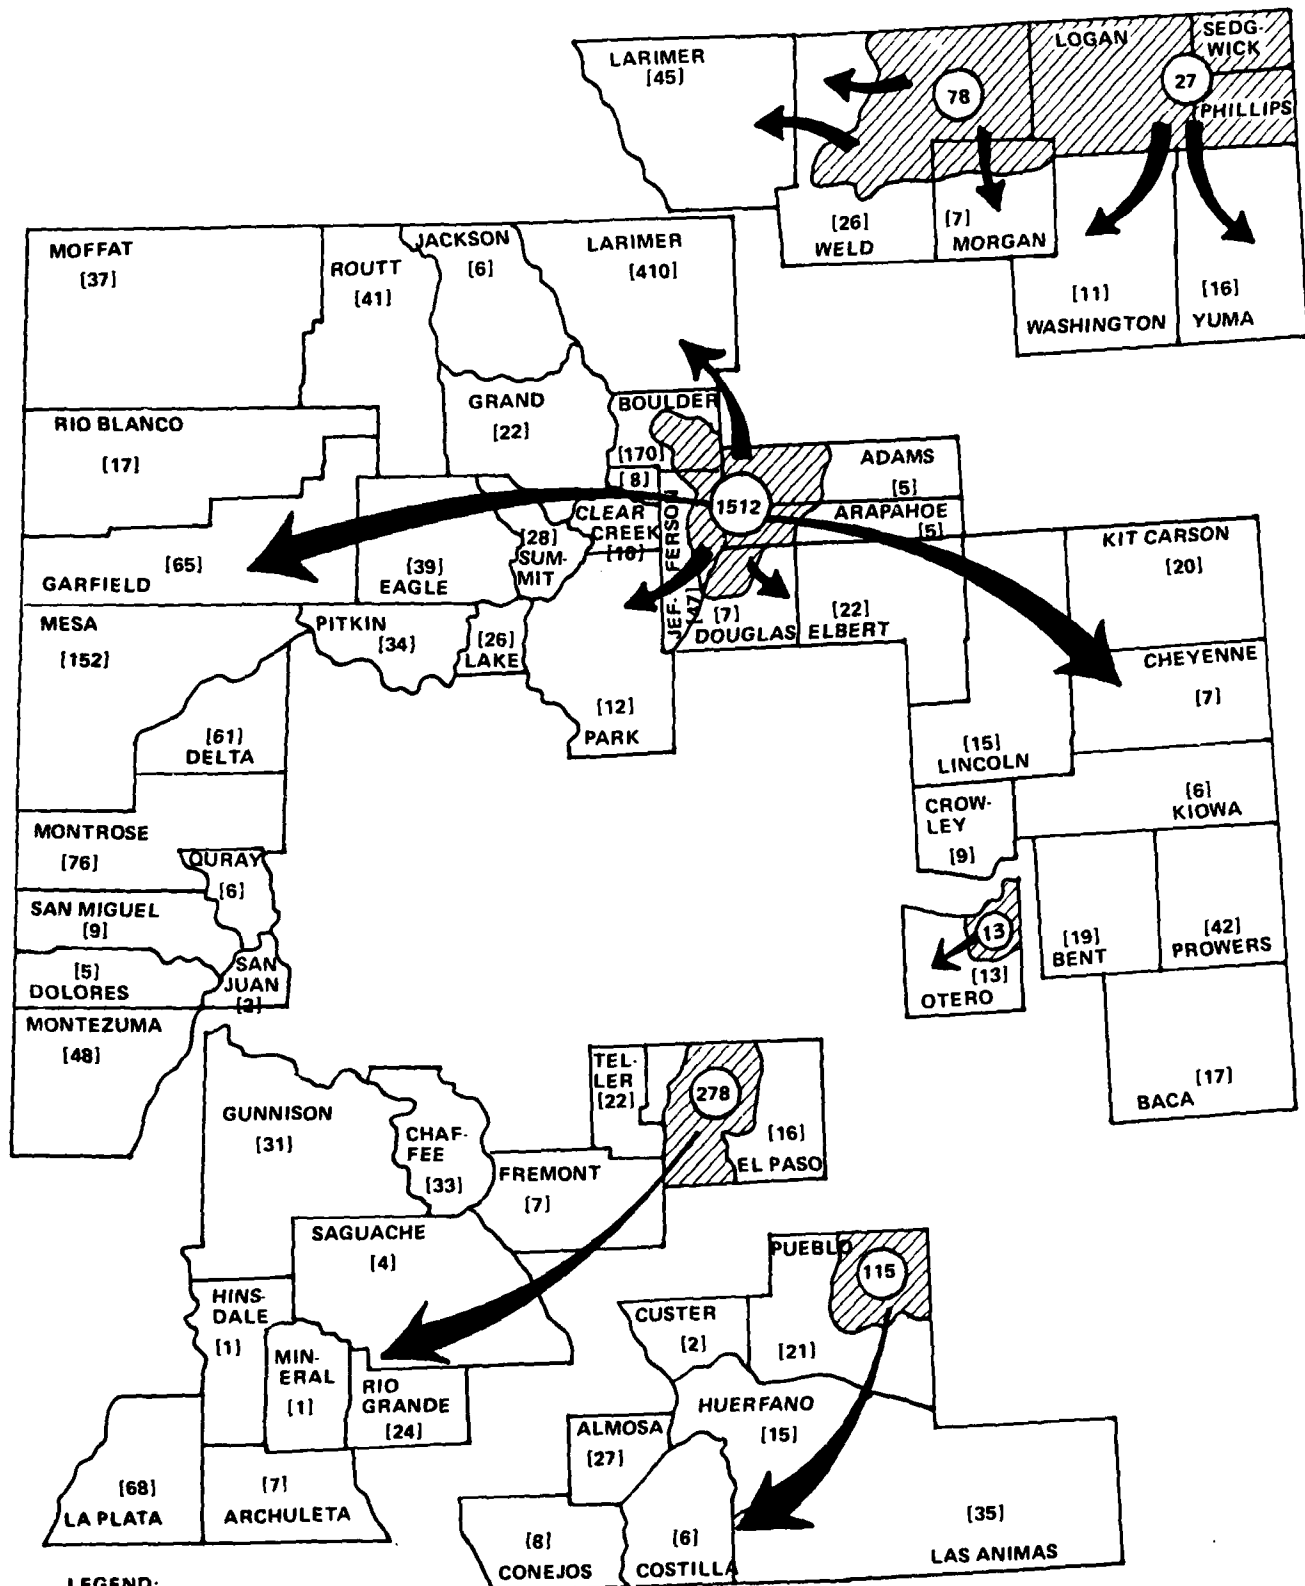 LARIMER
[45]
78
LOGAN
SEDG-
WICK
27
PHILLIPS
[26]
WELD
[7]
MORGAN
[11]
WASHINGTON
[16]
YUMA
MOFFAT
[37]
ROUTT
[41]
JACKSON
[6]
LARIMER
[410]
RIO BLANCO
[17]
GRAND
[22]
BOULDER
[170]
[8]
CLEAR
CREEK
[10]
1512
ADAMS
[5]
ARAPAHOE
[5]
GARFIELD
[65]
[39]
EAGLE
[28]
SUM-
MIT
JEF-FERSON
[47]
[7]
DOUGLAS
[22]
ELBERT
KIT CARSON
[20]
MESA
[152]
PITKIN
[34]
[26]
LAKE
[12]
PARK
CHEYENNE
[7]
[61]
DELTA
[15]
LINCOLN
[6]
KIOWA
MONTROSE
[76]
OURAY
[6]
CROW-
LEY
[9]
SAN MIGUEL
[9]
13
[13]
OTERO
[19]
BENT
[42]
PROWERS
[5]
DOLORES
SAN
JUAN
MONTEZUMA
[48]
[17]
BACA
GUNNISON
[31]
CHAF-
FEE
[33]
TEL-
LER
[22]
278
[16]
EL PASO
FREMONT
[7]
SAGUACHE
[4]
PUEBLO
115
[21]
HINS-
DALE
[1]
MIN-
ERAL
[1]
RIO
GRANDE
[24]
CUSTER
[2]
HUERFANO
[15]
ALMOSA
[27]
[68]
LA PLATA
[7]
ARCHULETA
[8]
CONEJOS
[6]
COSTILLA
[35]
LAS ANIMAS
LEGEND: